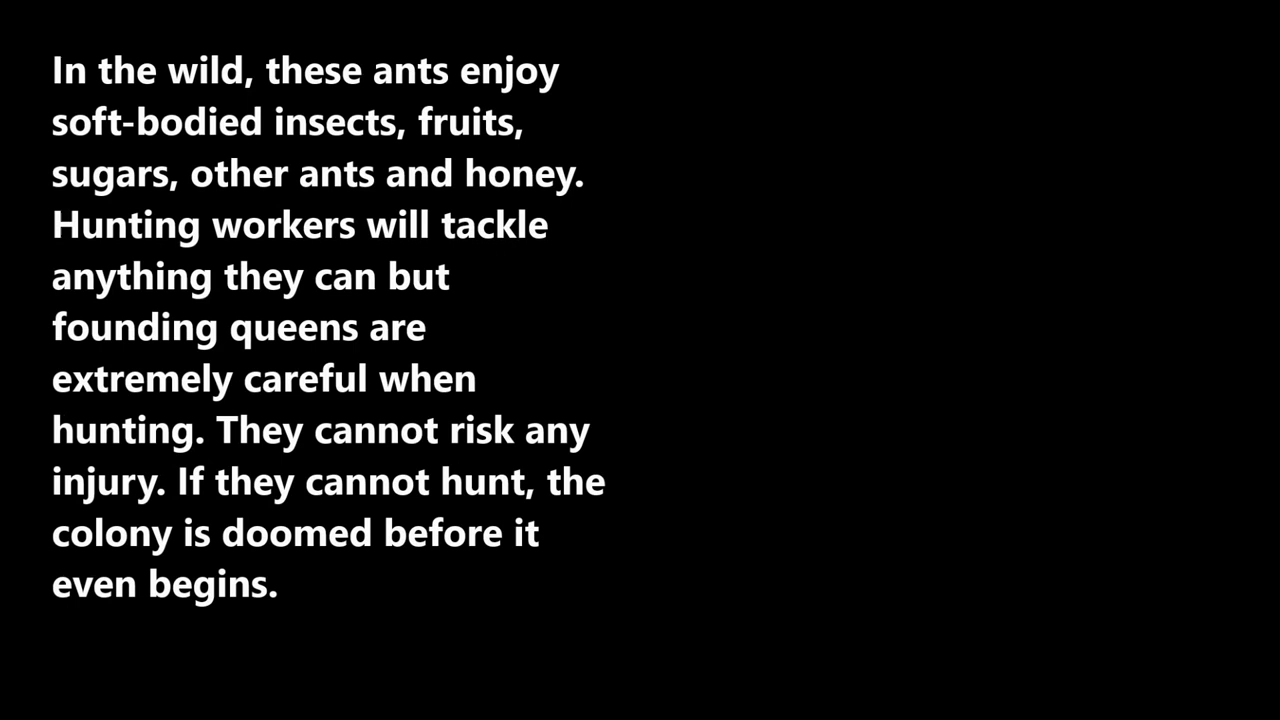 In the wild, these ants enjoy
soft-bodied insects, fruits,
sugars, other ants and honey.
Hunting workers will tackle
anything they can but
founding queens are
extremely careful when
hunting. They cannot risk any
injury. If they cannot hunt, the
colony is doomed before it
even begins.